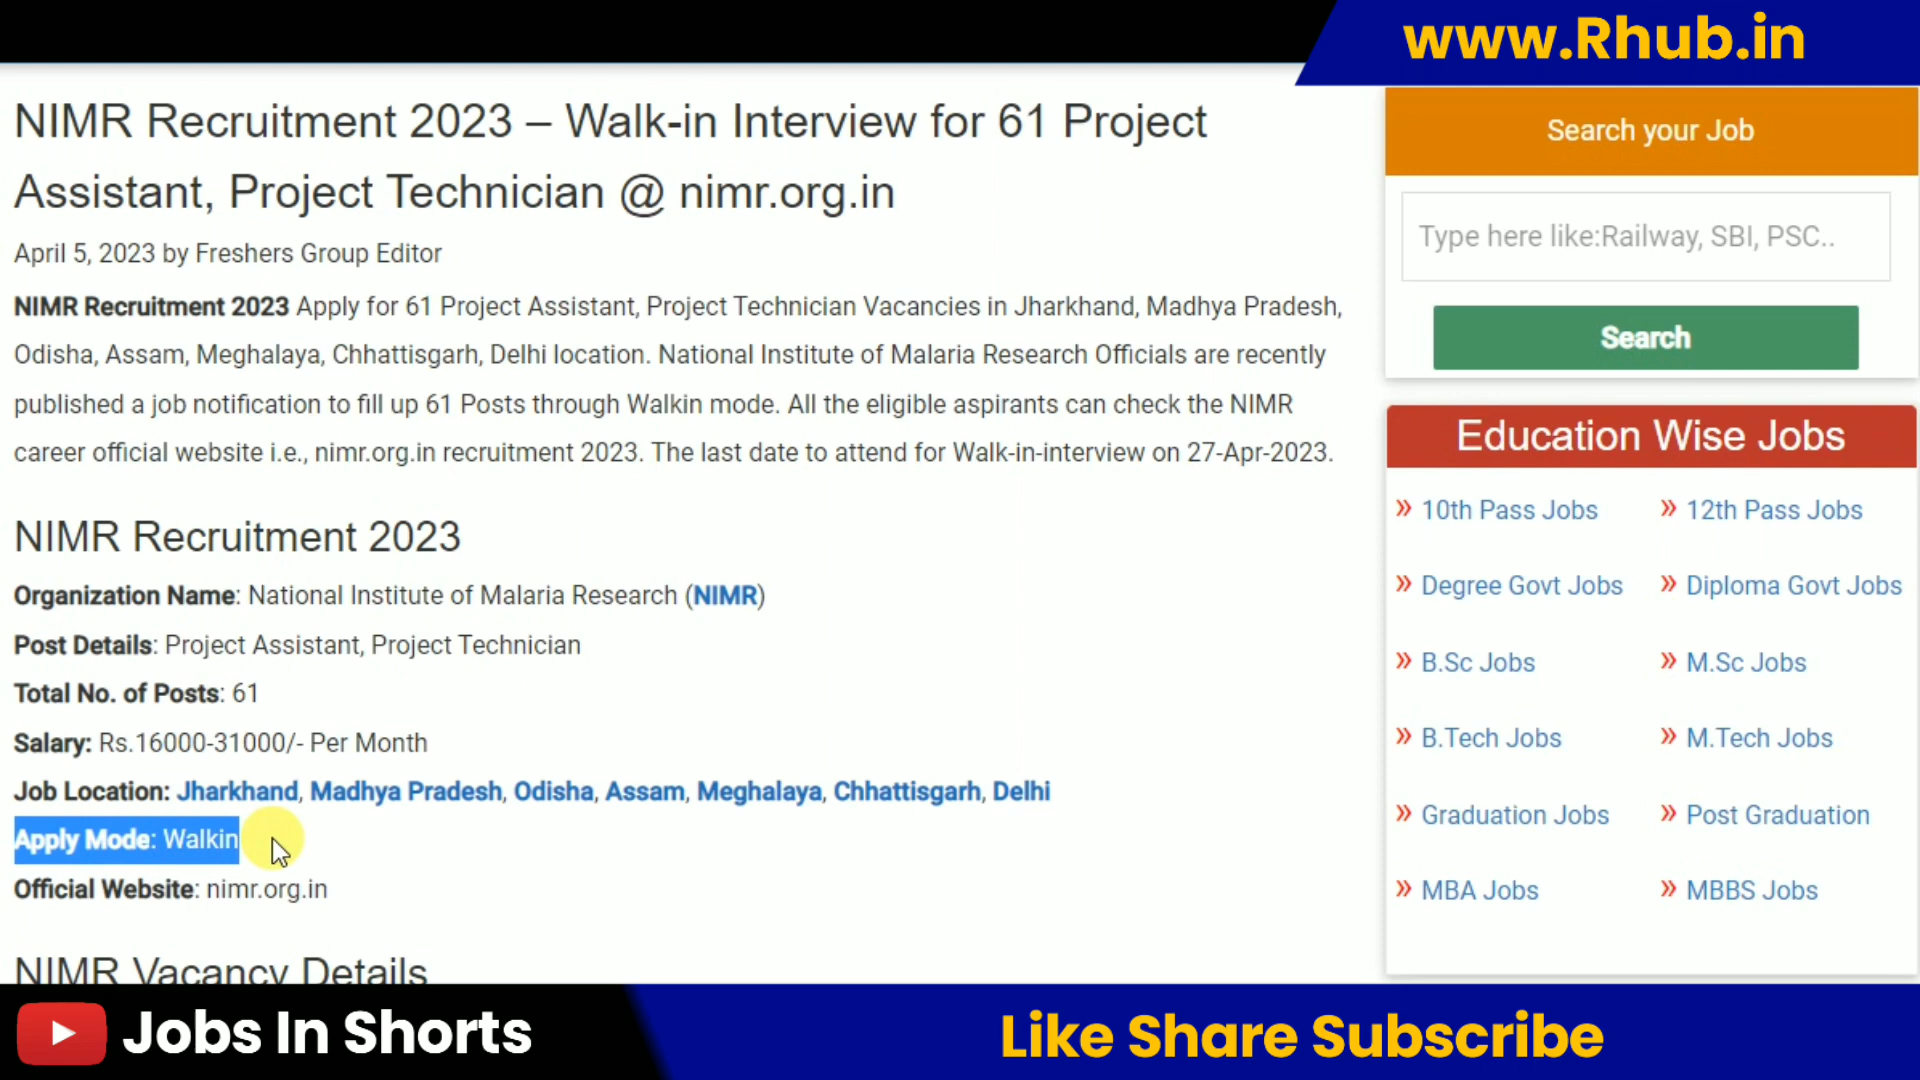 www.Rhub.in
NIMR Recruitment 2023 – Walk-in Interview for 61 Project
Assistant, Project Technician @ nimr.org.in
April 5, 2023 by Freshers Group Editor
NIMR Recruitment 2023 Apply for 61 Project Assistant, Project Technician Vacancies in Jharkhand, Madhya Pradesh,
Odisha, Assam, Meghalaya, Chhattisgarh, Delhi location. National Institute of Malaria Research Officials are recently
published a job notification to fill up 61 Posts through Walkin mode. All the eligible aspirants can check the NIMR
career official website i.e., nimr.org.in recruitment 2023. The last date to attend for Walk-in-interview on 27-Apr-2023.
NIMR Recruitment 2023
Organization Name: National Institute of Malaria Research (NIMR)
Post Details: Project Assistant, Project Technician
Total No. of Posts: 61
Salary: Rs.16000-31000/- Per Month
Job Location: Jharkhand, Madhya Pradesh, Odisha, Assam, Meghalaya, Chhattisgarh, Delhi
Apply Mode: Walkin
Official Website: nimr.org.in
NIMR Vacancy Details
Search your Job
Type here like:Railway, SBI, PSC..
Search
Education Wise Jobs
» 10th Pass Jobs » 12th Pass Jobs
» Degree Govt Jobs » Diploma Govt Jobs
» B.Sc Jobs » M.Sc Jobs
» B.Tech Jobs » M.Tech Jobs
» Graduation Jobs » Post Graduation
» MBA Jobs » MBBS Jobs
Jobs In Shorts
Like Share Subscribe